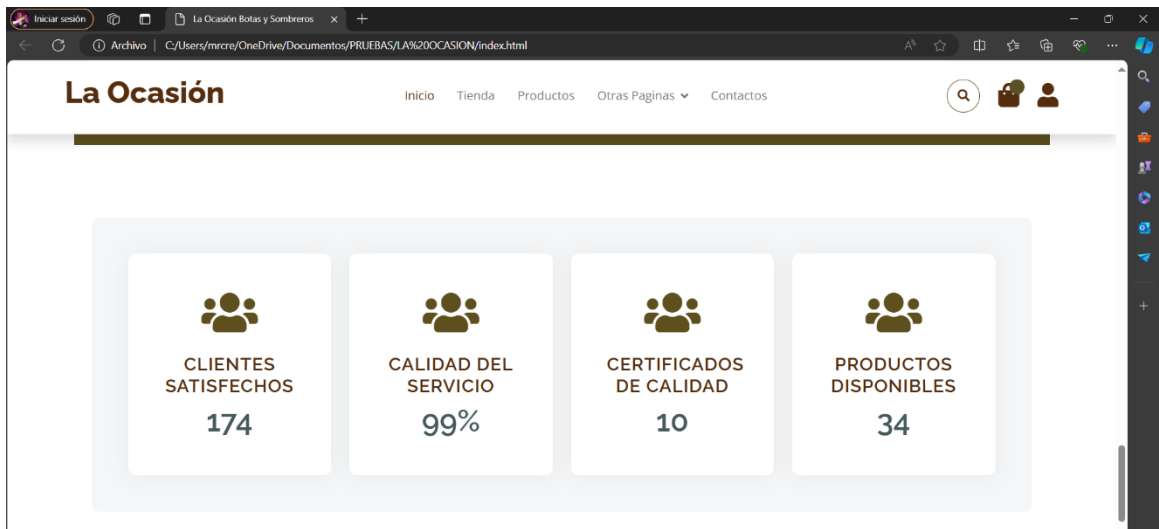 Iniciar sesión
La Ocasión Botas y Sombreros
Archivo | C:/Users/mrcre/OneDrive/Documentos/PRUEBAS/LA%20OCASION/index.html
La Ocasión
Inicio Tienda Productos Otras Paginas Contactos
CLIENTES
SATISFECHOS
174
CALIDAD DEL
SERVICIO
99%
CERTIFICADOS
DE CALIDAD
10
PRODUCTOS
DISPONIBLES
34